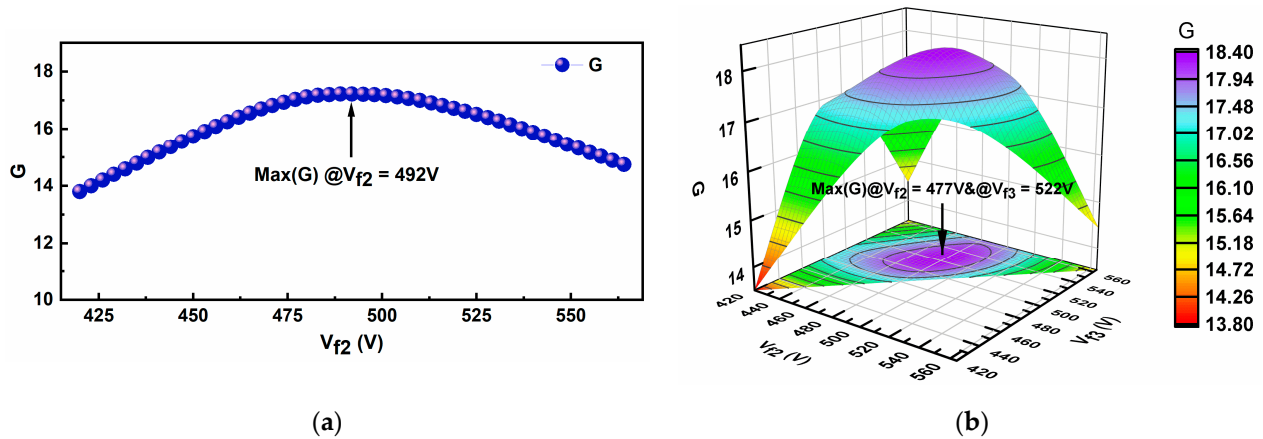 18
16
14
12
10
G
G
Max(G) @Vf2 = 492V
425 450 475 500 525 550
Vf2 (V)
(a)
18
17
16
15
14
G
Max(G)@Vf2 = 477V&@Vf3 = 522V
420 440 460 480 500 520 540 560
Vf2 (V)
560
540
520
500
480
460
440
420
Vf3 (V)
G
18.40
17.94
17.48
17.02
16.56
16.10
15.64
15.18
14.72
14.26
13.80
(b)